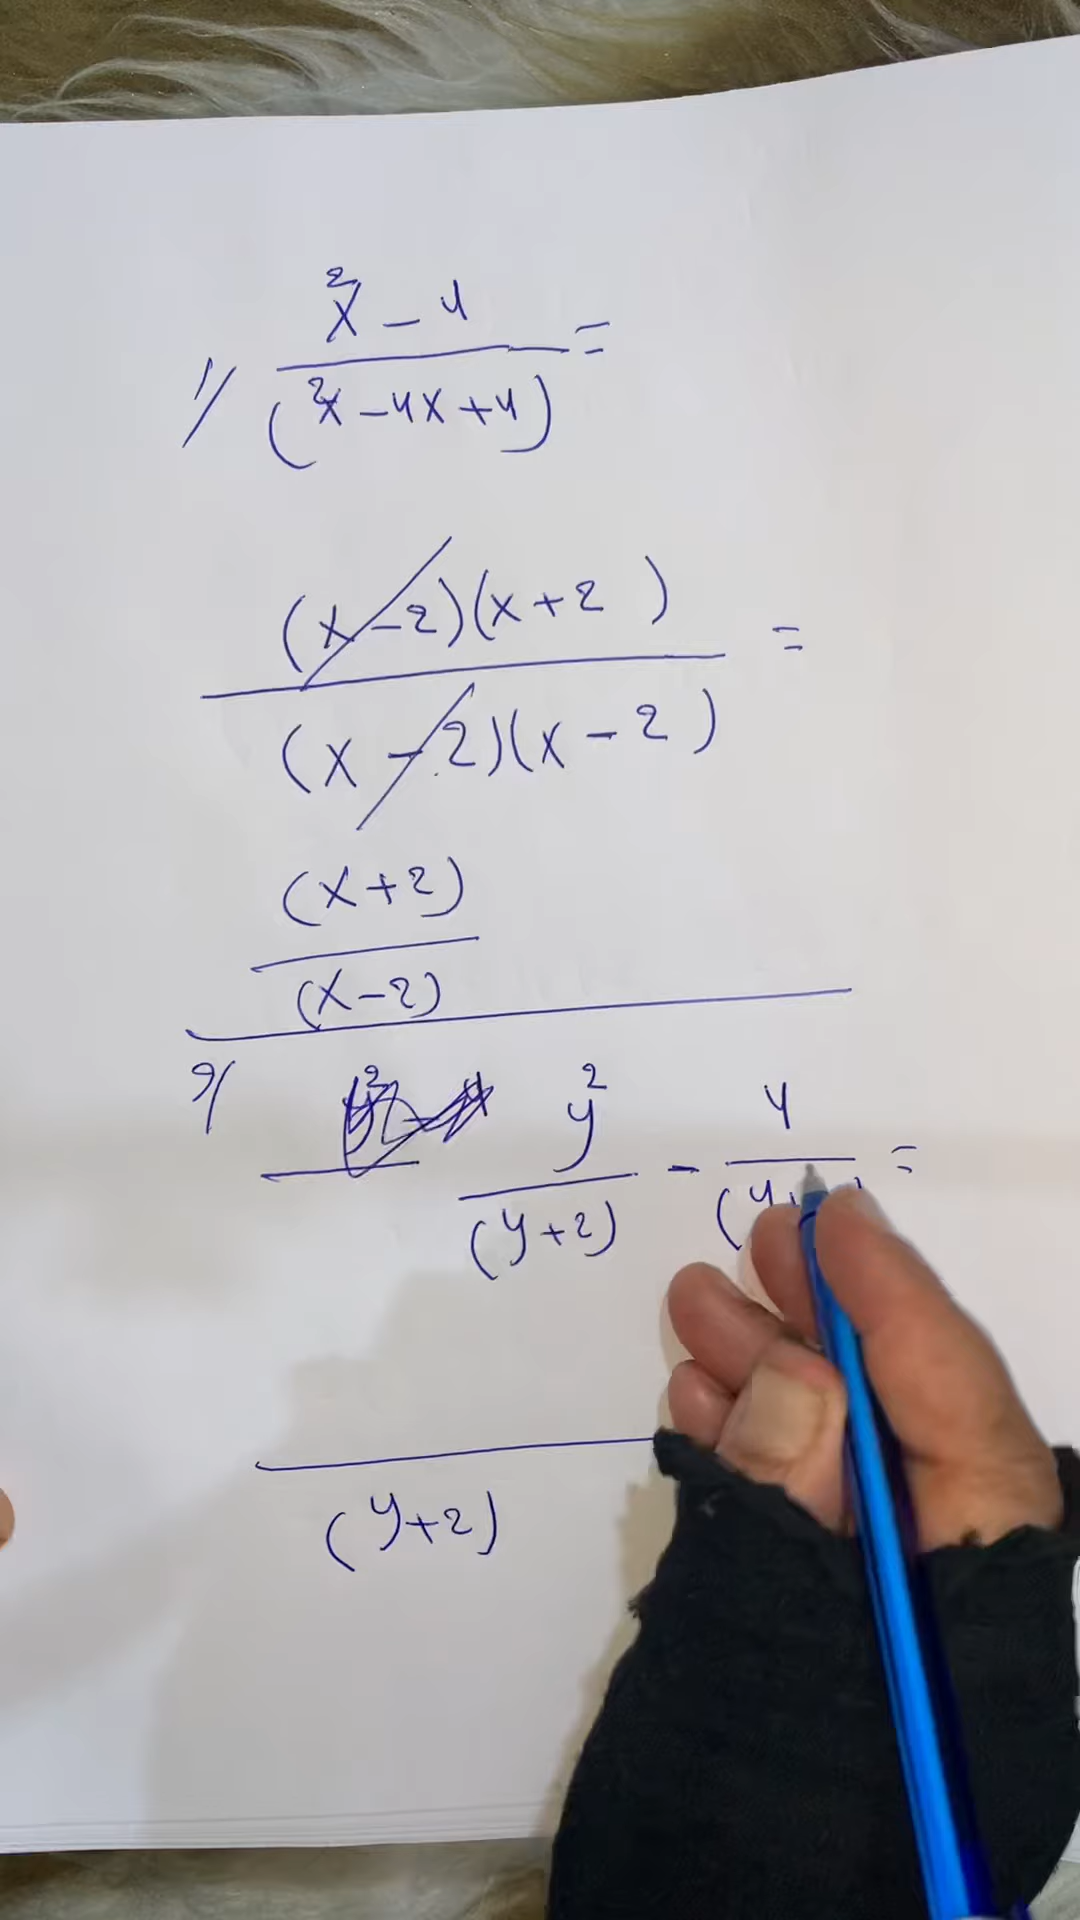 1/ x² - 4
(x² - 4x + 4) =
(x - 2)(x + 2) =
(x - 2)(x - 2)
(x + 2)
(x - 2)
2/ y² - 4 =
(y + 2) (y +
(y + 2)